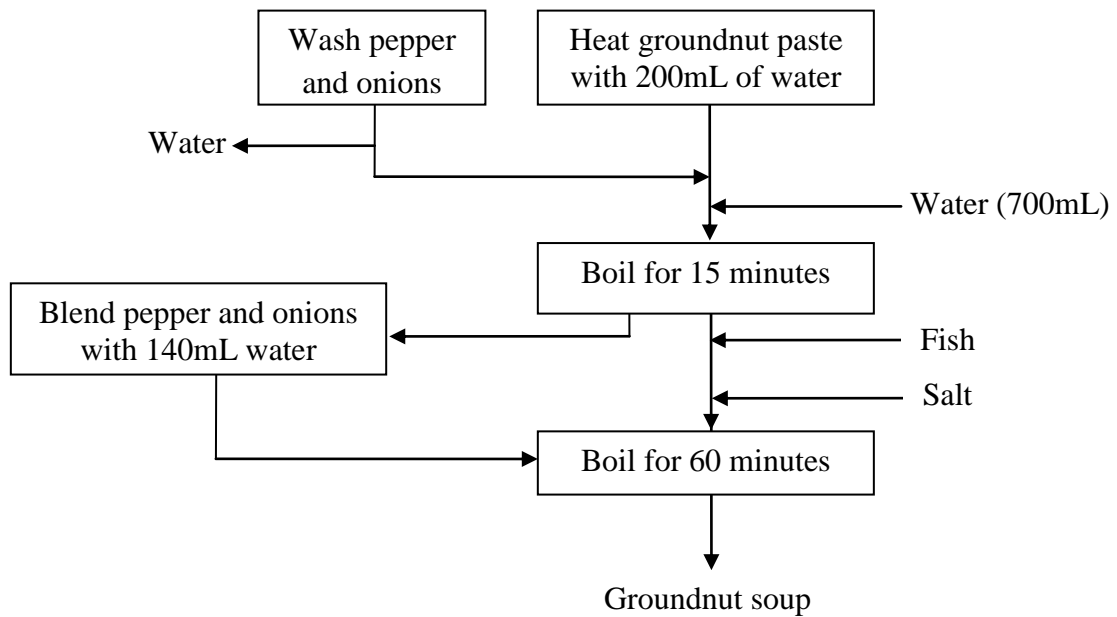 Wash pepper
and onions
Heat groundnut paste
with 200mL of water
Water
Water (700mL)
Boil for 15 minutes
Blend pepper and onions
with 140mL water
Fish
Salt
Boil for 60 minutes
Groundnut soup